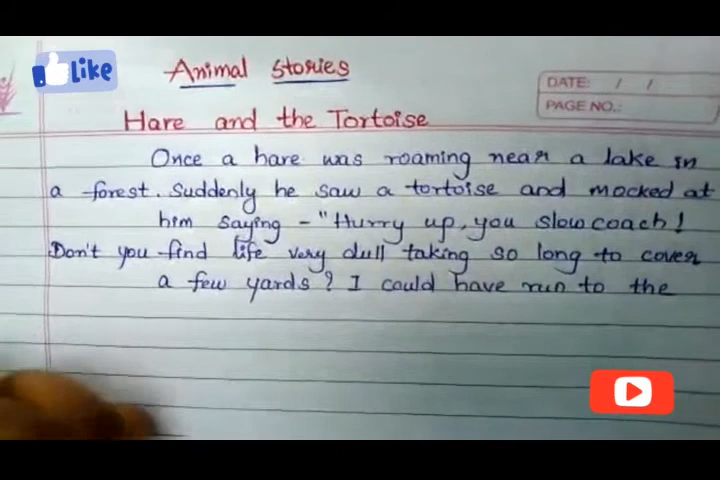 Like
Animal Stories
DATE: / /
PAGE NO.:
Hare and the Tortoise
Once a hare was roaming near a lake in
a forest. Suddenly he saw a tortoise and mocked at
him saying - "Hurry up, you slow coach!
Don't you find life very dull taking so long to cover
a few yards? I could have run to the